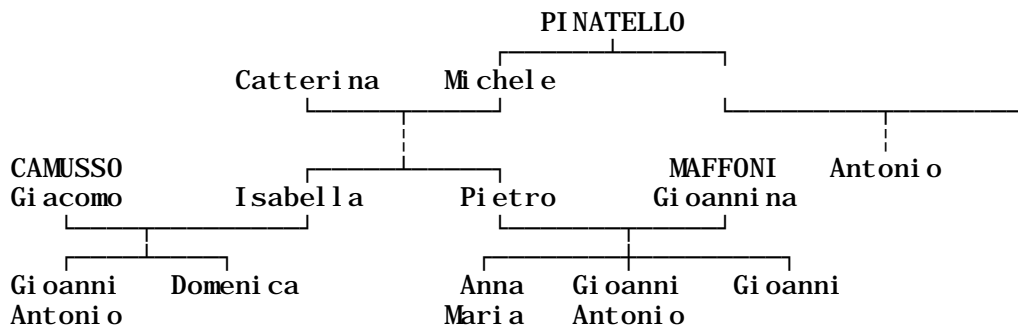 PINATELLO
Catterina Michele
CAMUSSO MAFFONI Antonio
Giacomo Isabella Pietro Gioannina
Gioanni Domenica Anna Gioanni Gioanni
Antonio Maria Antonio